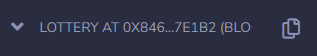 LOTTERY AT 0X846...7E1B2 (BLO